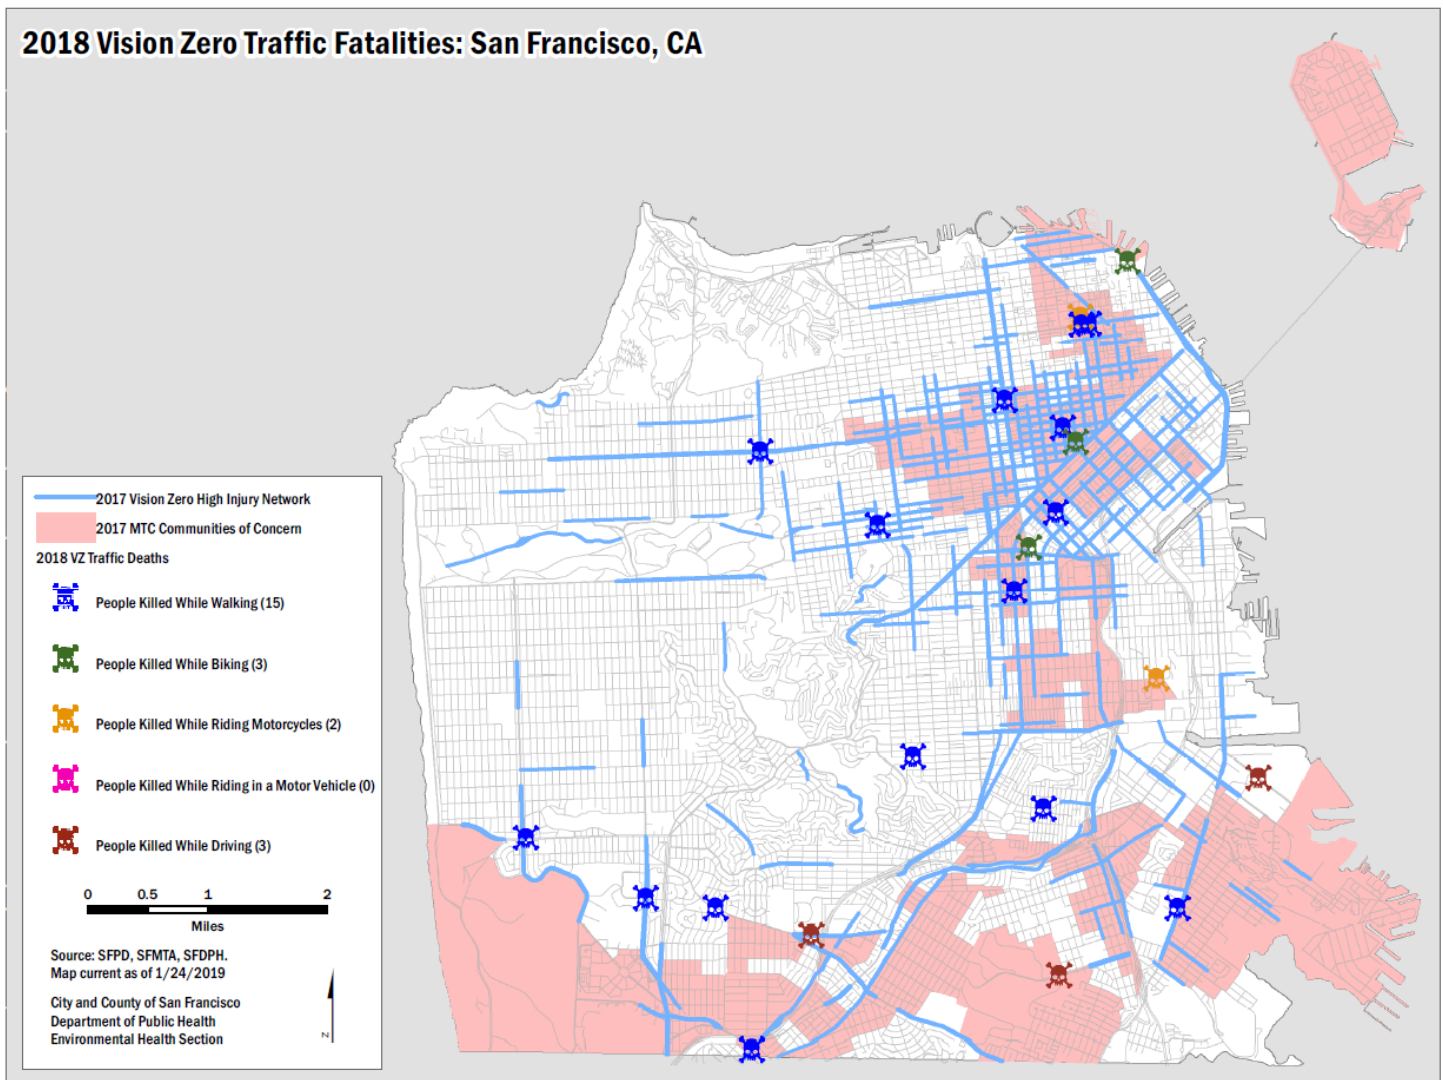 2018 Vision Zero Traffic Fatalities: San Francisco, CA
2017 Vision Zero High Injury Network
2017 MTC Communities of Concern
2018 VZ Traffic Deaths
People Killed While Walking (15)
People Killed While Biking (3)
People Killed While Riding Motorcycles (2)
People Killed While Riding in a Motor Vehicle (0)
People Killed While Driving (3)
0 0.5 1 2
Miles
Source: SFPD, SFMTA, SFDPH.
Map current as of 1/24/2019
City and County of San Francisco
Department of Public Health
Environmental Health Section
N